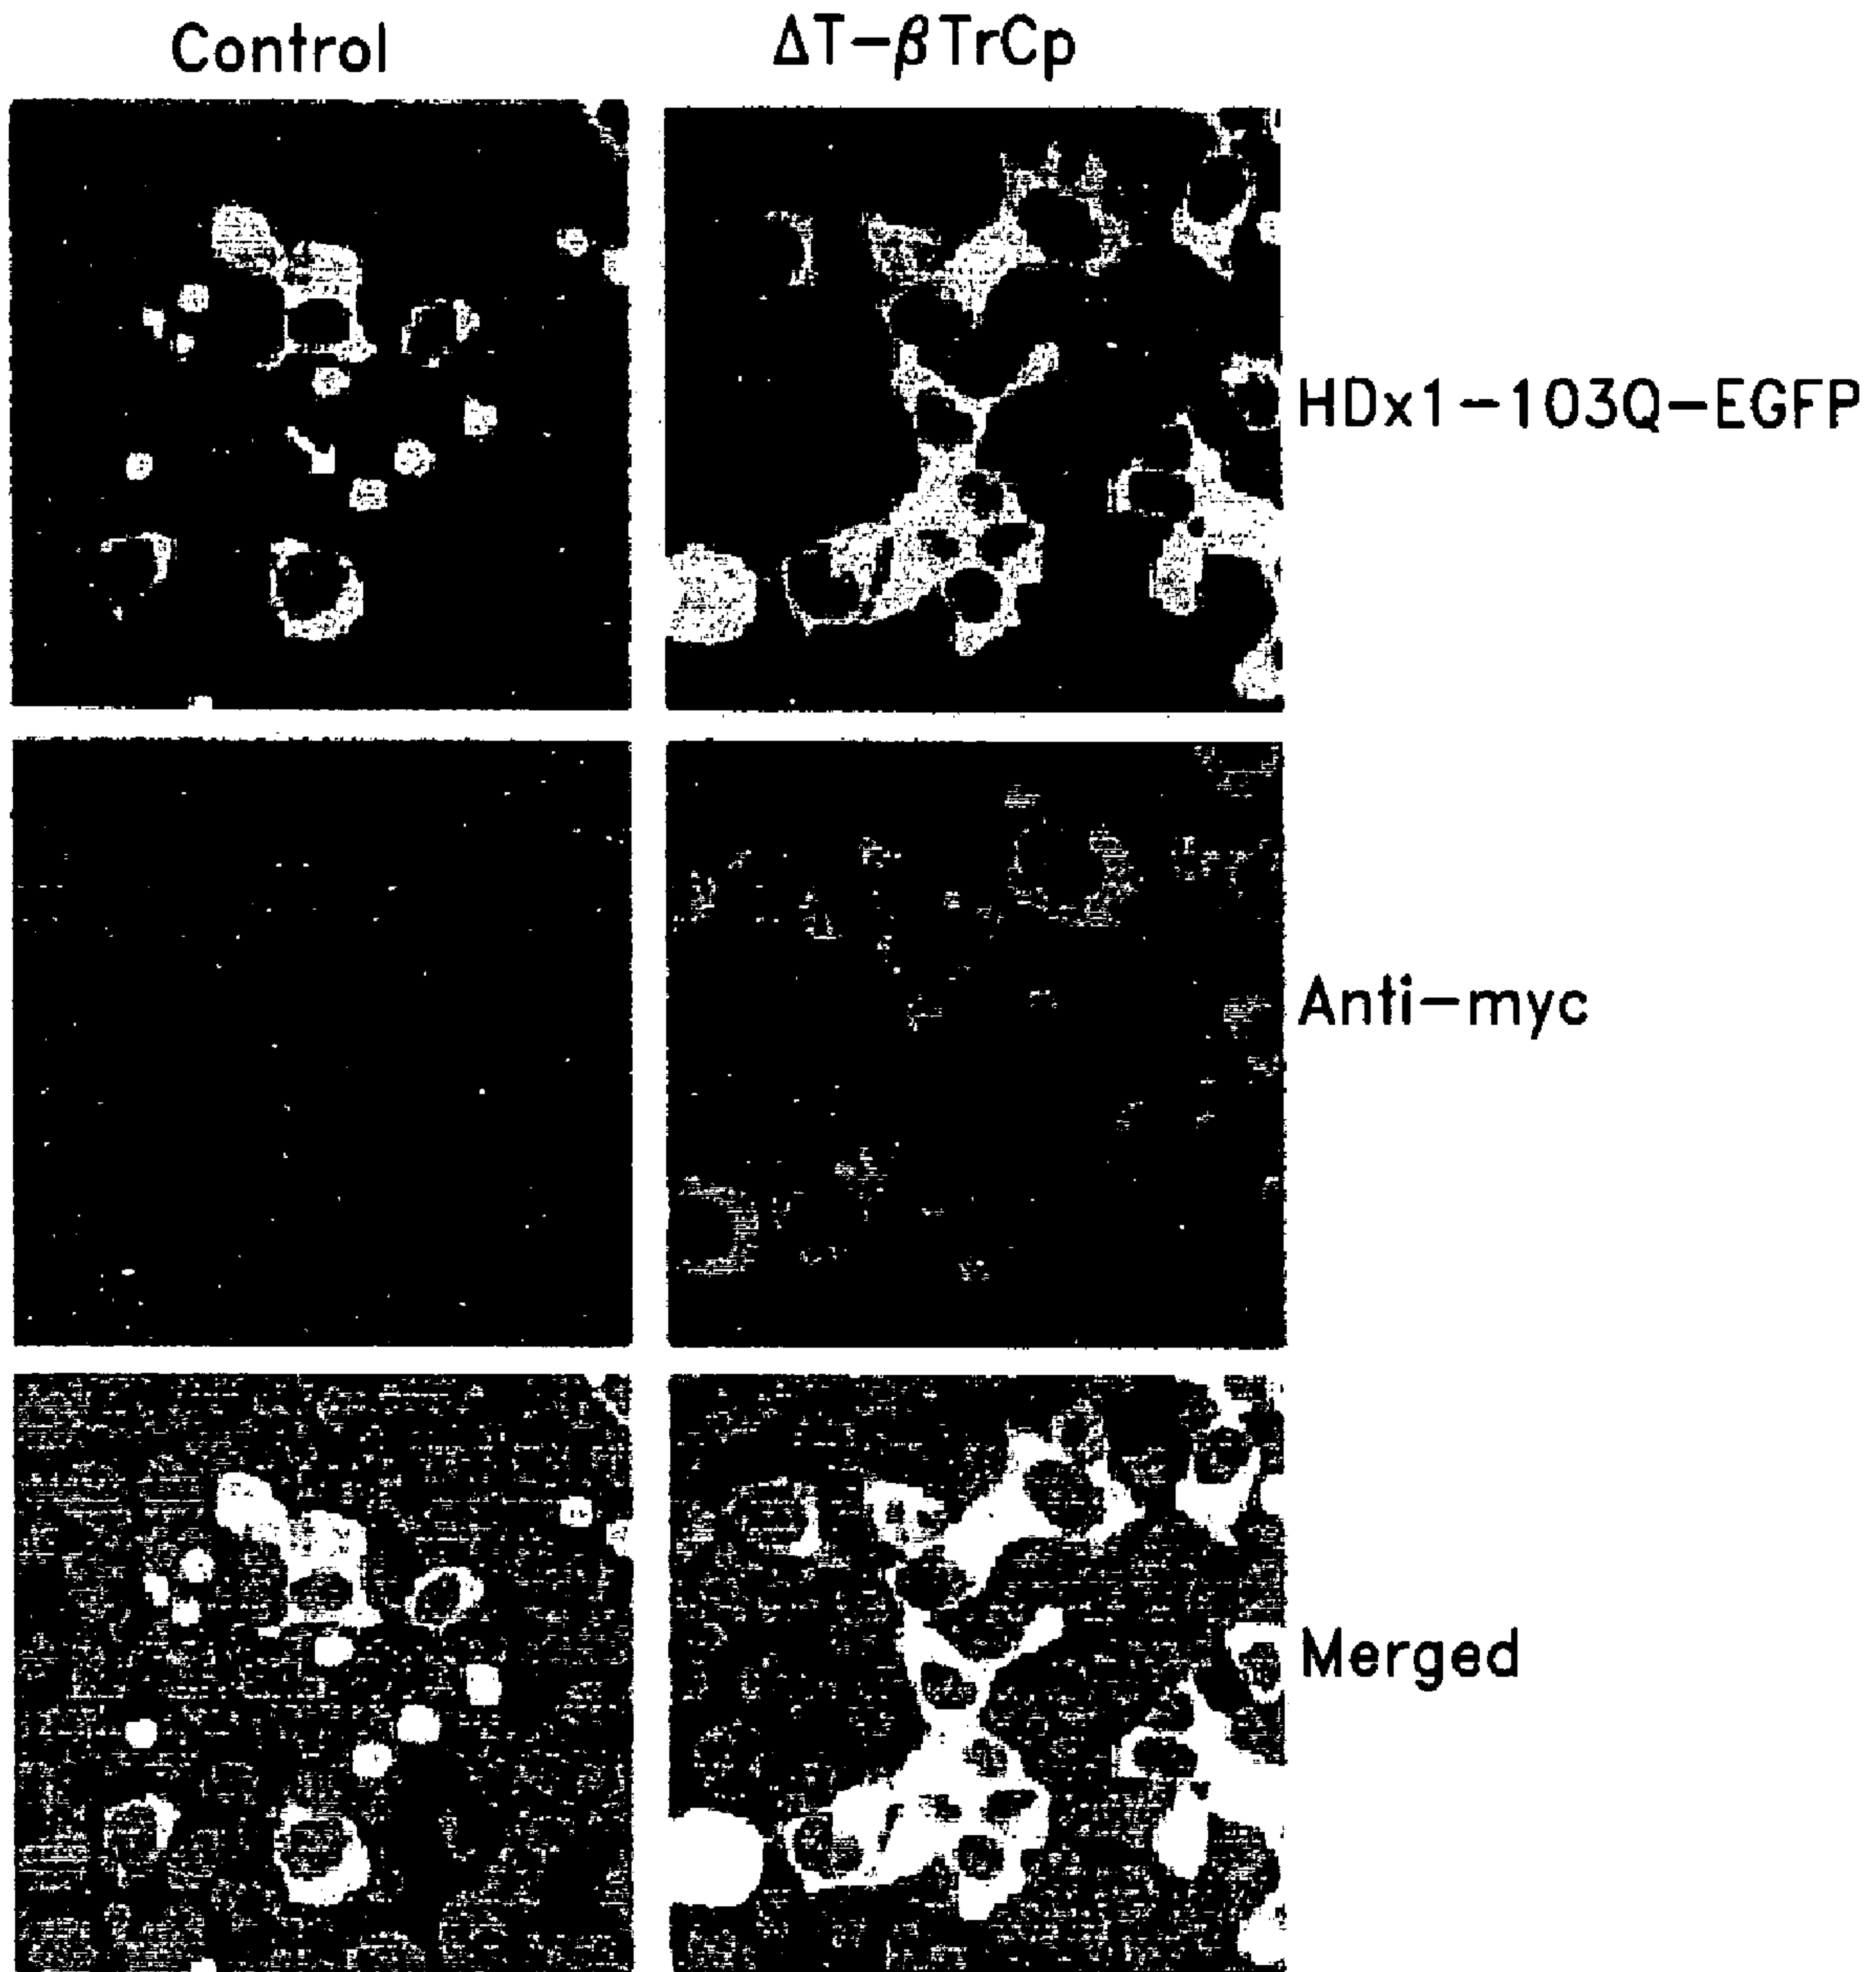 Control
ΔT-βTrCp
HDx1-103Q-EGFP
Anti-myc
Merged